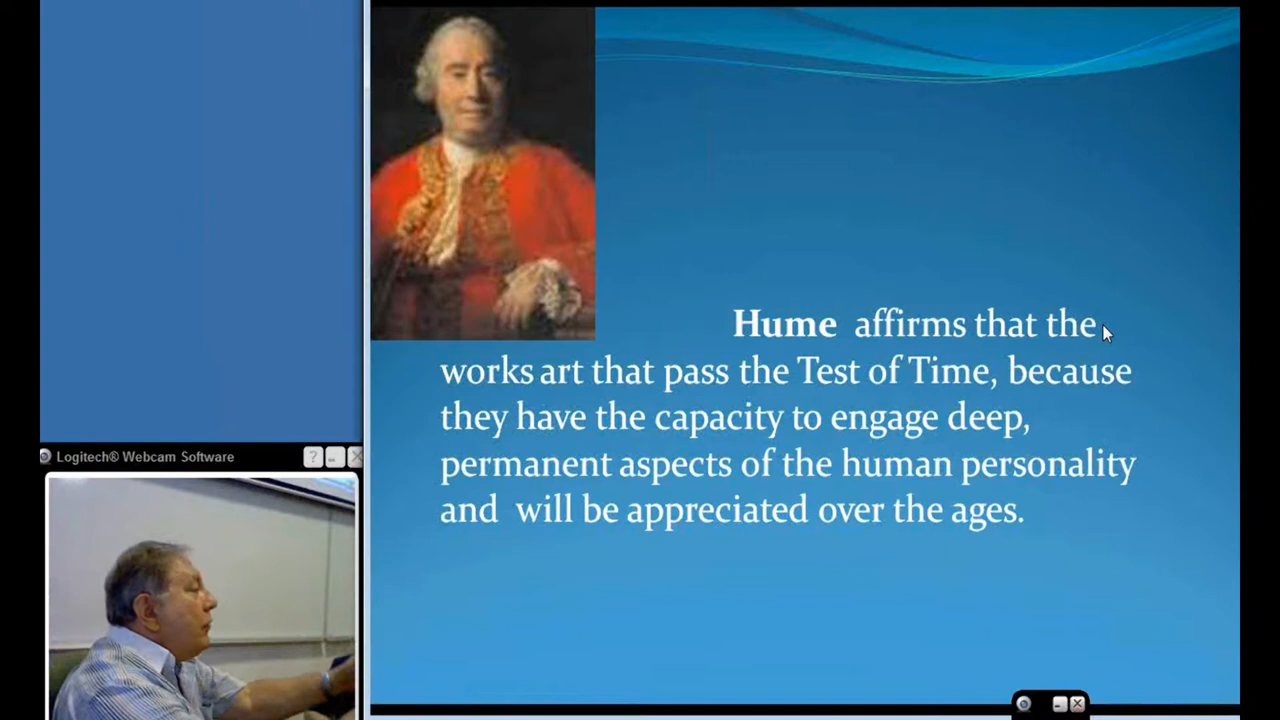 Hume affirms that the
works art that pass the Test of Time, because
they have the capacity to engage deep,
permanent aspects of the human personality
and will be appreciated over the ages.
Logitech® Webcam Software